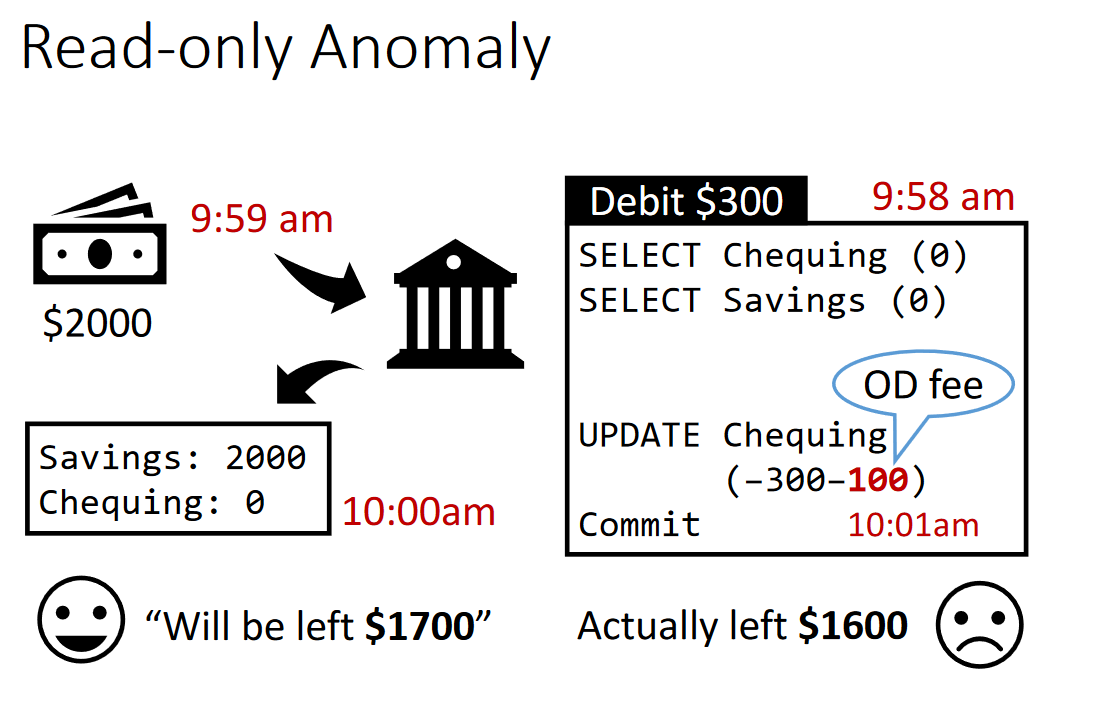 Read-only Anomaly
9:59 am
$2000
Savings: 2000
Chequing: 0
10:00am
“Will be left $1700”
Debit $300
9:58 am
SELECT Chequing (0)
SELECT Savings (0)
OD fee
UPDATE Chequing
(–300–100)
Commit
10:01am
Actually left $1600